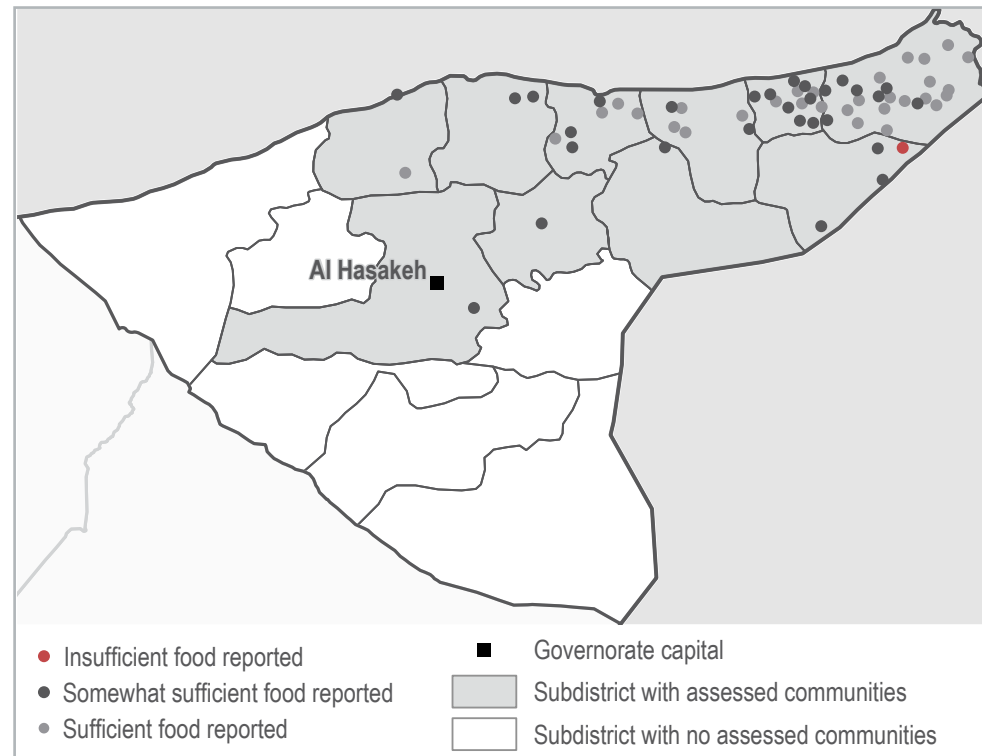 Al Hasakeh
Insufficient food reported
Somewhat sufficient food reported
Sufficient food reported
Governorate capital
Subdistrict with assessed communities
Subdistrict with no assessed communities